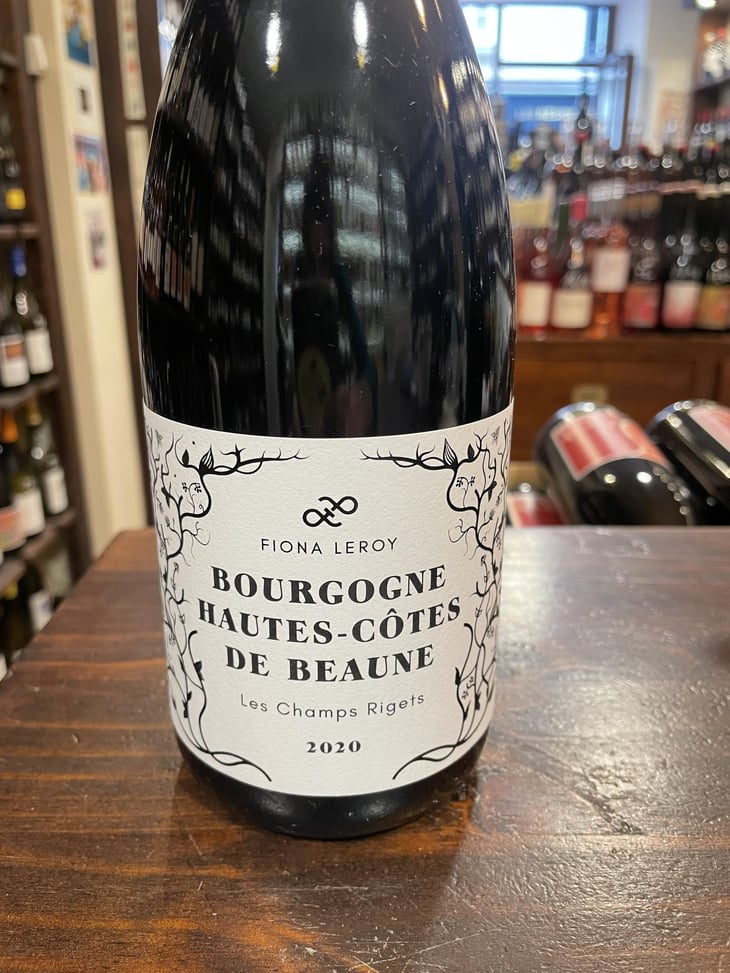 FIONA LEROY
BOURGOGNE
HAUTES-CÔTES
DE BEAUNE
Les Champs Rigets
2020